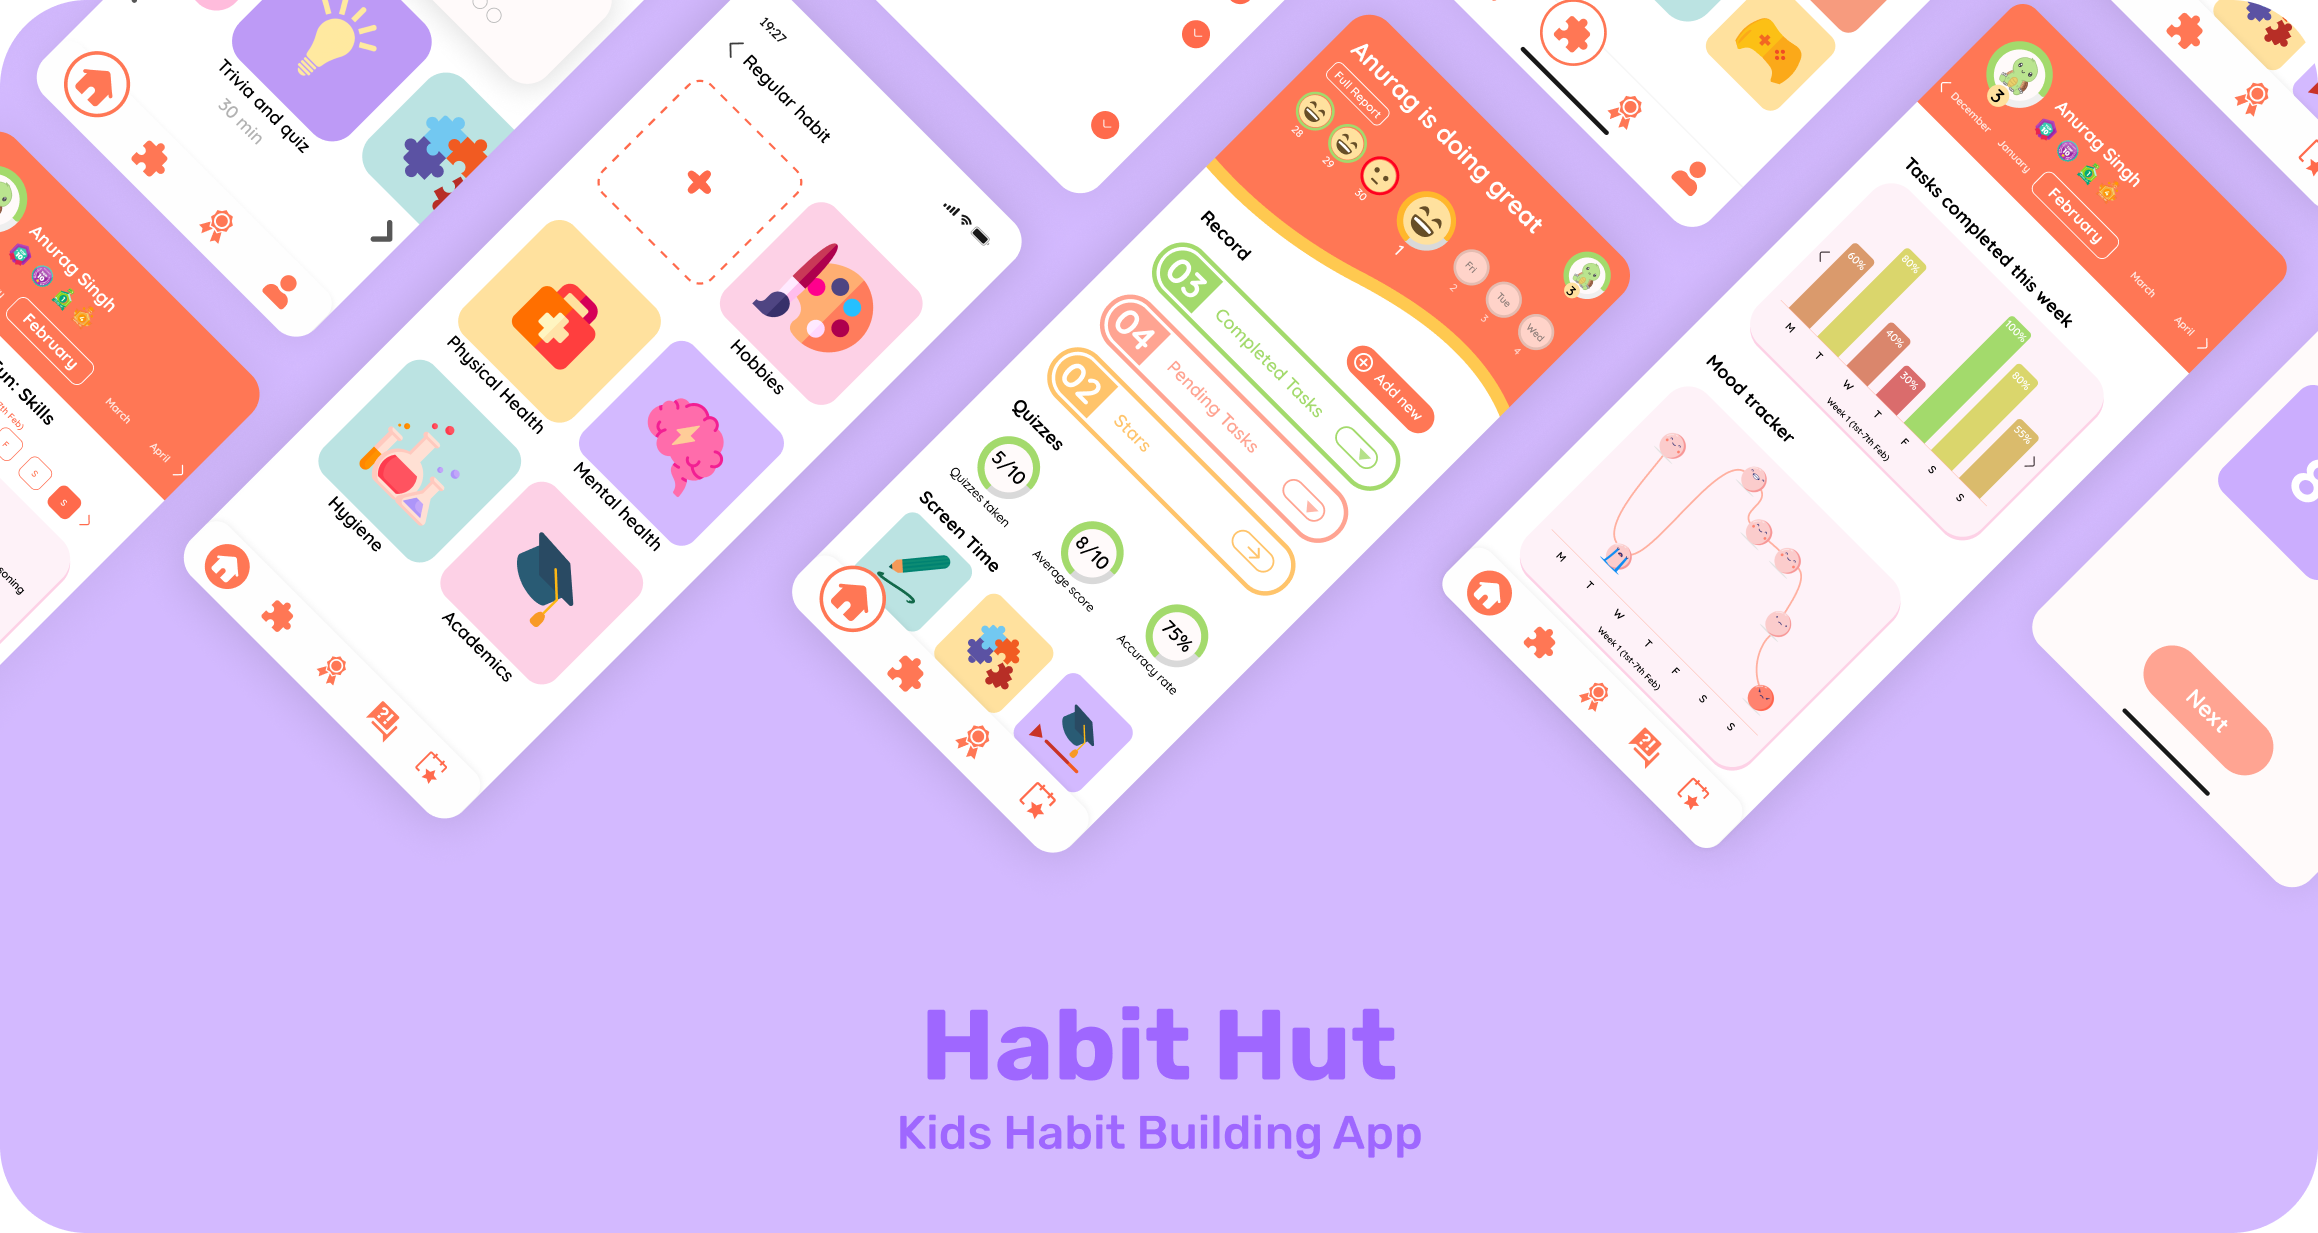 Trivia and quiz
30 min
Anurag Singh
February
March
April
un: Skills
7th Feb)
F
S
S
soning
19:27
Regular habit
Physical Health
Hobbies
Hygiene
Mental health
Academics
?!
Anurag is doing great
Full Report
28
29
30
1
Fri
2
Tue
3
Wed
4
3
Record
03
Completed Tasks
04
Pending Tasks
02
Stars
Add new
Quizzes
5/10
Quizzes taken
8/10
Average score
75%
Accuracy rate
Screen Time
3
Anurag Singh
December
January
February
March
April
Tasks completed this week
60%
80%
40%
30%
100%
80%
55%
M
T
W
T
F
S
S
Week 1 (1st-7th Feb)
Mood tracker
M
T
W
T
F
S
S
Week 1 (1st-7th Feb)
?!
Next
Habit Hut
Kids Habit Building App